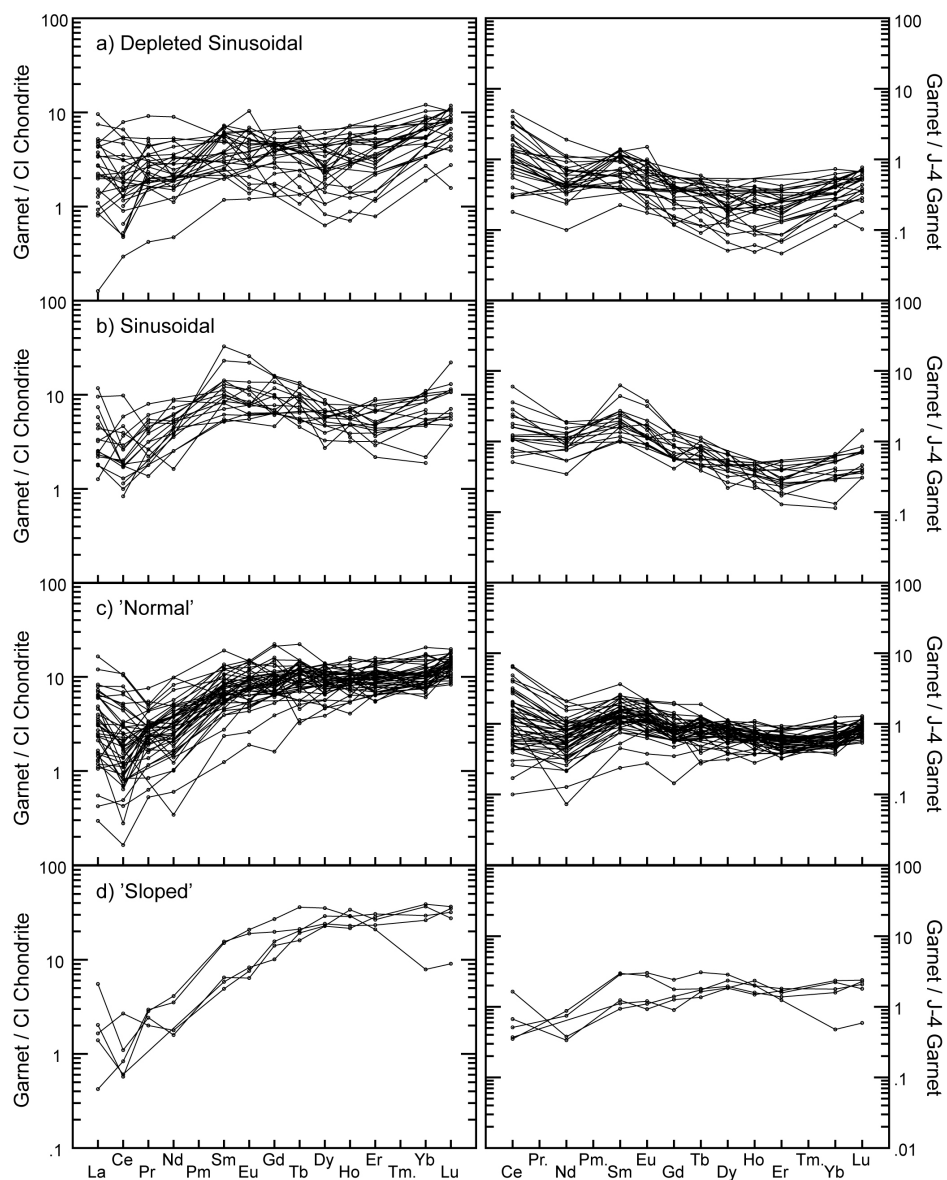 100
a) Depleted Sinusoidal
10
1
Garnet / CI Chondrite
100
10
1
.1
Garnet / J-4 Garnet
100
b) Sinusoidal
10
1
Garnet / CI Chondrite
100
10
1
.1
Garnet / J-4 Garnet
100
c) ’Normal’
10
1
Garnet / CI Chondrite
100
10
1
.1
Garnet / J-4 Garnet
100
d) ’Sloped’
10
1
.1
Garnet / CI Chondrite
100
10
1
.1
.01
Garnet / J-4 Garnet
La Ce Pr Nd Pm Sm Eu Gd Tb Dy Ho Er Tm. Yb Lu
Ce Pr. Nd Pm. Sm Eu Gd Tb Dy Ho Er Tm. Yb Lu